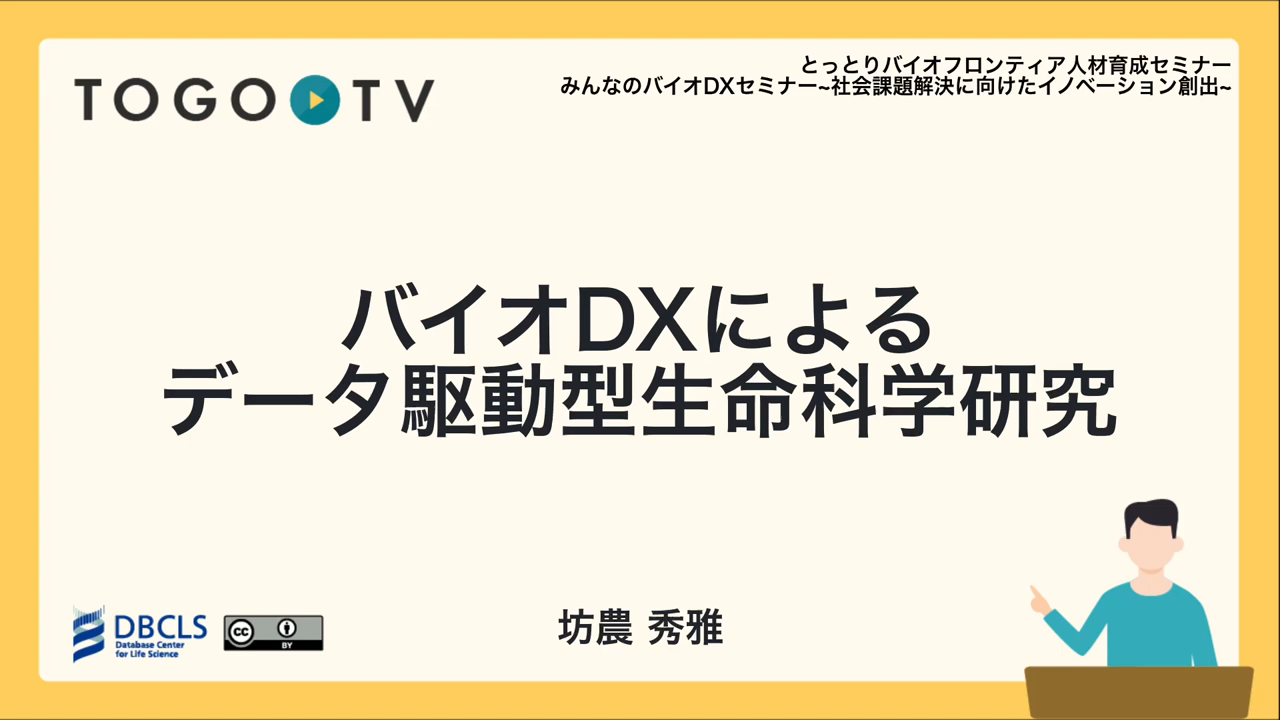 TOGO TV
とっとりバイオフロンティア人材育成セミナー
みんなのバイオDXセミナー~社会課題解決に向けたイノベーション創出~
バイオDXによる
データ駆動型生命科学研究
坊農 秀雅
DBCLS
Database Center
for Life Science
cc
BY